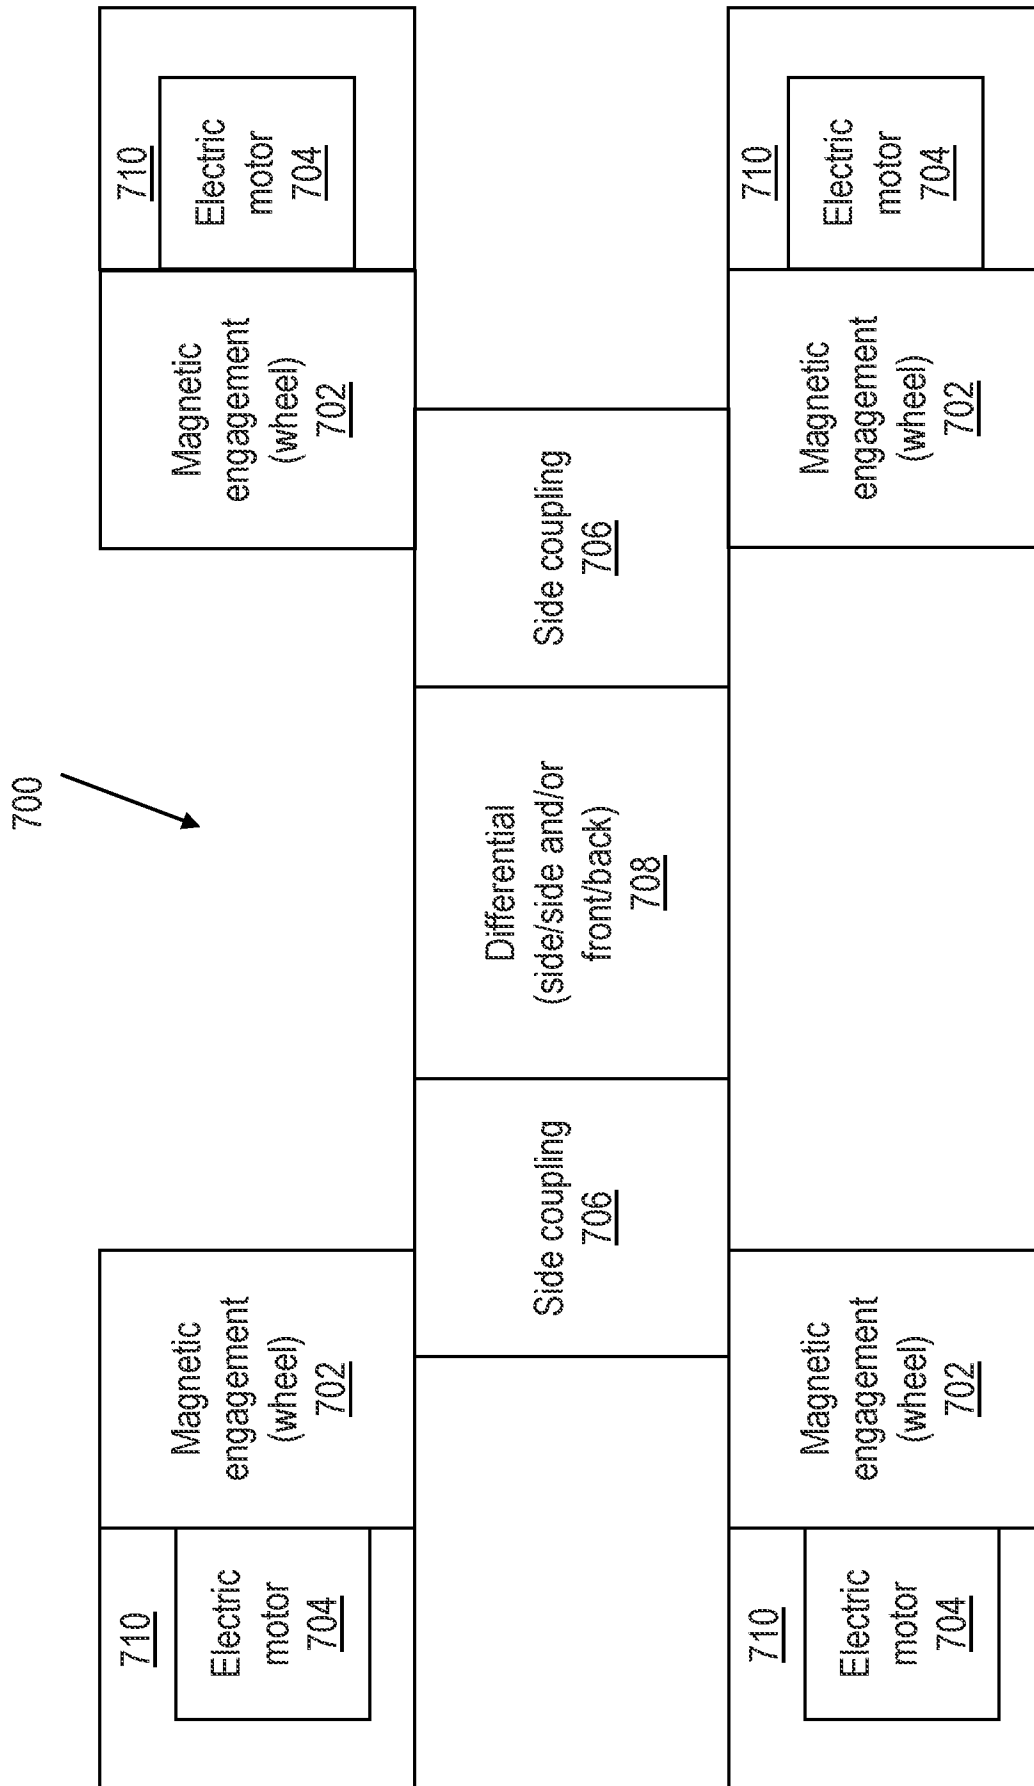 700
710
Electric
motor
704
Magnetic
engagement
(wheel)
702
Magnetic
engagement
(wheel)
702
710
Electric
motor
704
Side coupling
706
Differential
(side/side and/or
front/back)
708
Side coupling
706
710
Electric
motor
704
Magnetic
engagement
(wheel)
702
Magnetic
engagement
(wheel)
702
710
Electric
motor
704